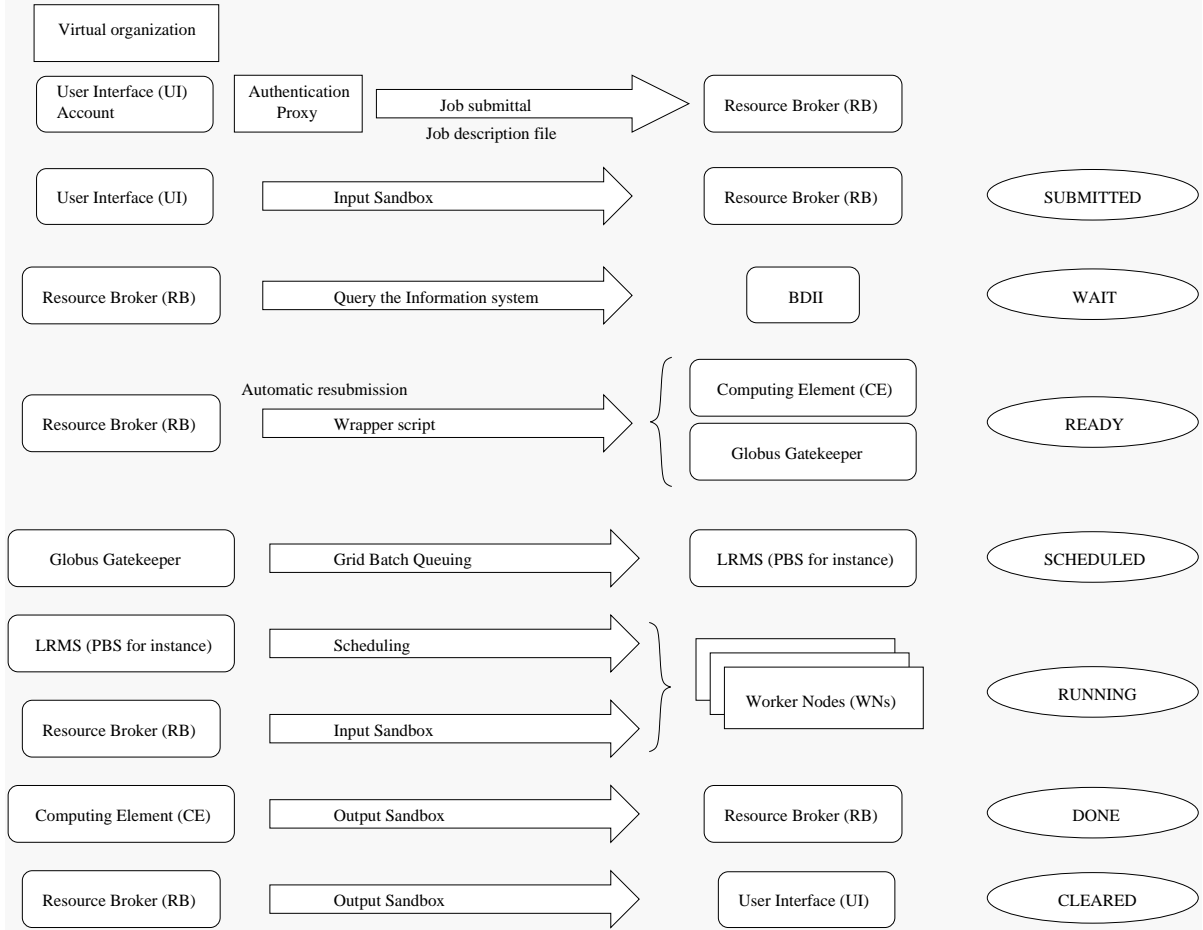 Virtual organization
User Interface (UI)
Account
Authentication
Proxy
Job submittal
Job description file
Resource Broker (RB)
User Interface (UI)
Input Sandbox
Resource Broker (RB)
SUBMITTED
Resource Broker (RB)
Query the Information system
BDII
WAIT
Automatic resubmission
Resource Broker (RB)
Wrapper script
Computing Element (CE)
Globus Gatekeeper
READY
Globus Gatekeeper
Grid Batch Queuing
LRMS (PBS for instance)
SCHEDULED
LRMS (PBS for instance)
Scheduling
Resource Broker (RB)
Input Sandbox
Worker Nodes (WNs)
RUNNING
Computing Element (CE)
Output Sandbox
Resource Broker (RB)
DONE
Resource Broker (RB)
Output Sandbox
User Interface (UI)
CLEARED